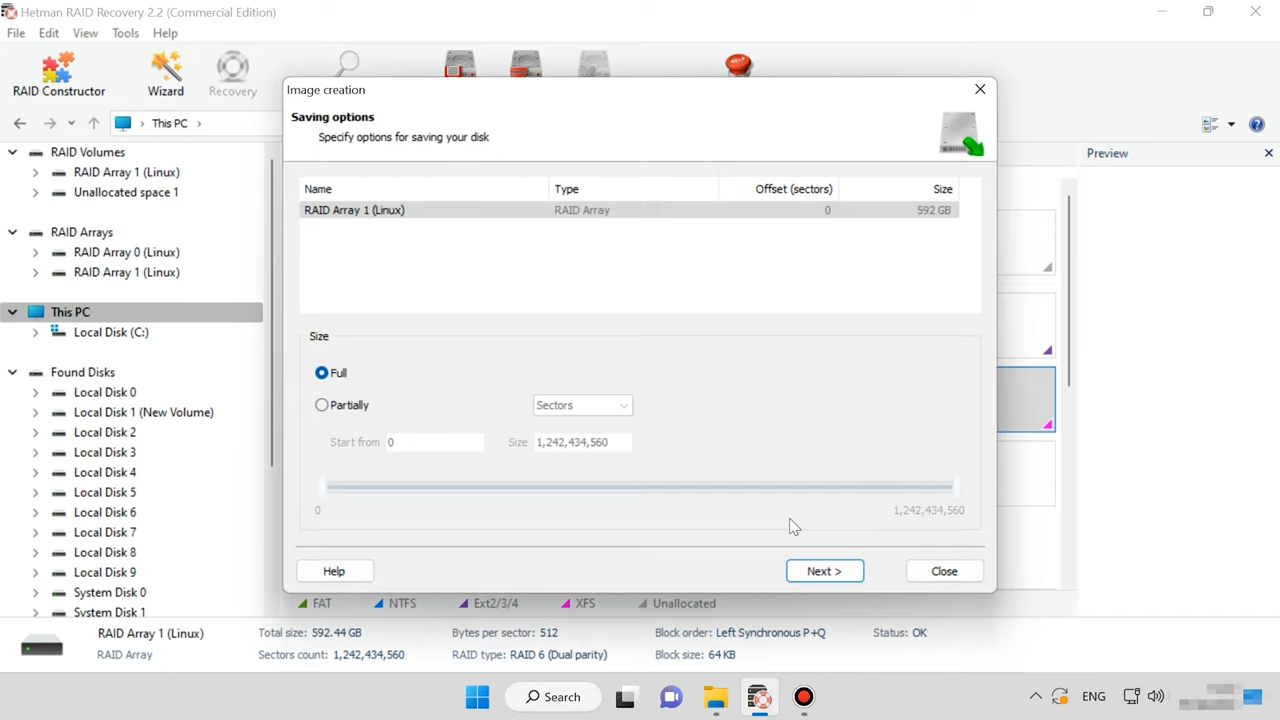 Hetman RAID Recovery 2.2 (Commercial Edition)
File Edit View Tools Help
RAID Constructor Wizard Recovery
HELP
This PC
RAID Volumes
RAID Array 1 (Linux)
Unallocated space 1
RAID Arrays
RAID Array 0 (Linux)
RAID Array 1 (Linux)
This PC
Local Disk (C:)
Found Disks
Local Disk 0
Local Disk 1 (New Volume)
Local Disk 2
Local Disk 3
Local Disk 4
Local Disk 5
Local Disk 6
Local Disk 7
Local Disk 8
Local Disk 9
System Disk 0
System Disk 1
Image creation
Saving options
Specify options for saving your disk
Name Type Offset (sectors) Size
RAID Array 1 (Linux) RAID Array 0 592 GB
Size
Full
Partially Sectors
Start from 0 Size 1,242,434,560
0 1,242,434,560
Help Next > Close
Preview
FAT NTFS Ext2/3/4 XFS Unallocated
RAID Array 1 (Linux) Total size: 592.44 GB Bytes per sector: 512 Block order: Left Synchronous P+Q Status: OK
RAID Array Sectors count: 1,242,434,560 RAID type: RAID 6 (Dual parity) Block size: 64 KB
Search ENG